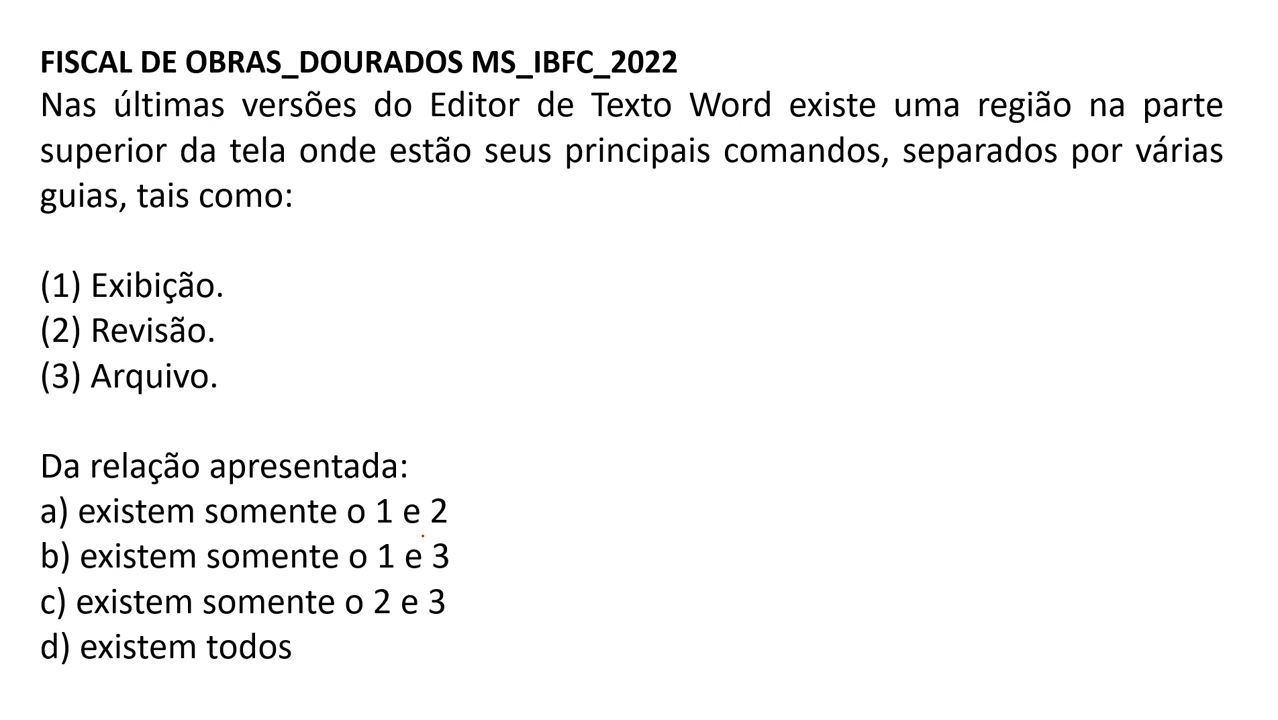 FISCAL DE OBRAS_DOURADOS MS_IBFC_2022
Nas últimas versões do Editor de Texto Word existe uma região na parte
superior da tela onde estão seus principais comandos, separados por várias
guias, tais como:
(1) Exibição.
(2) Revisão.
(3) Arquivo.
Da relação apresentada:
a) existem somente o 1 e 2
b) existem somente o 1 e 3
c) existem somente o 2 e 3
d) existem todos